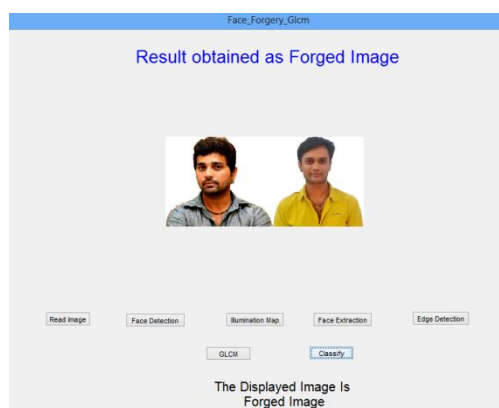 Face_Forgery_Glcm
Result obtained as Forged Image
Read Image
Face Detection
Illumination Map
Face Extraction
Edge Detection
GLCM
Classify
The Displayed Image Is
Forged Image